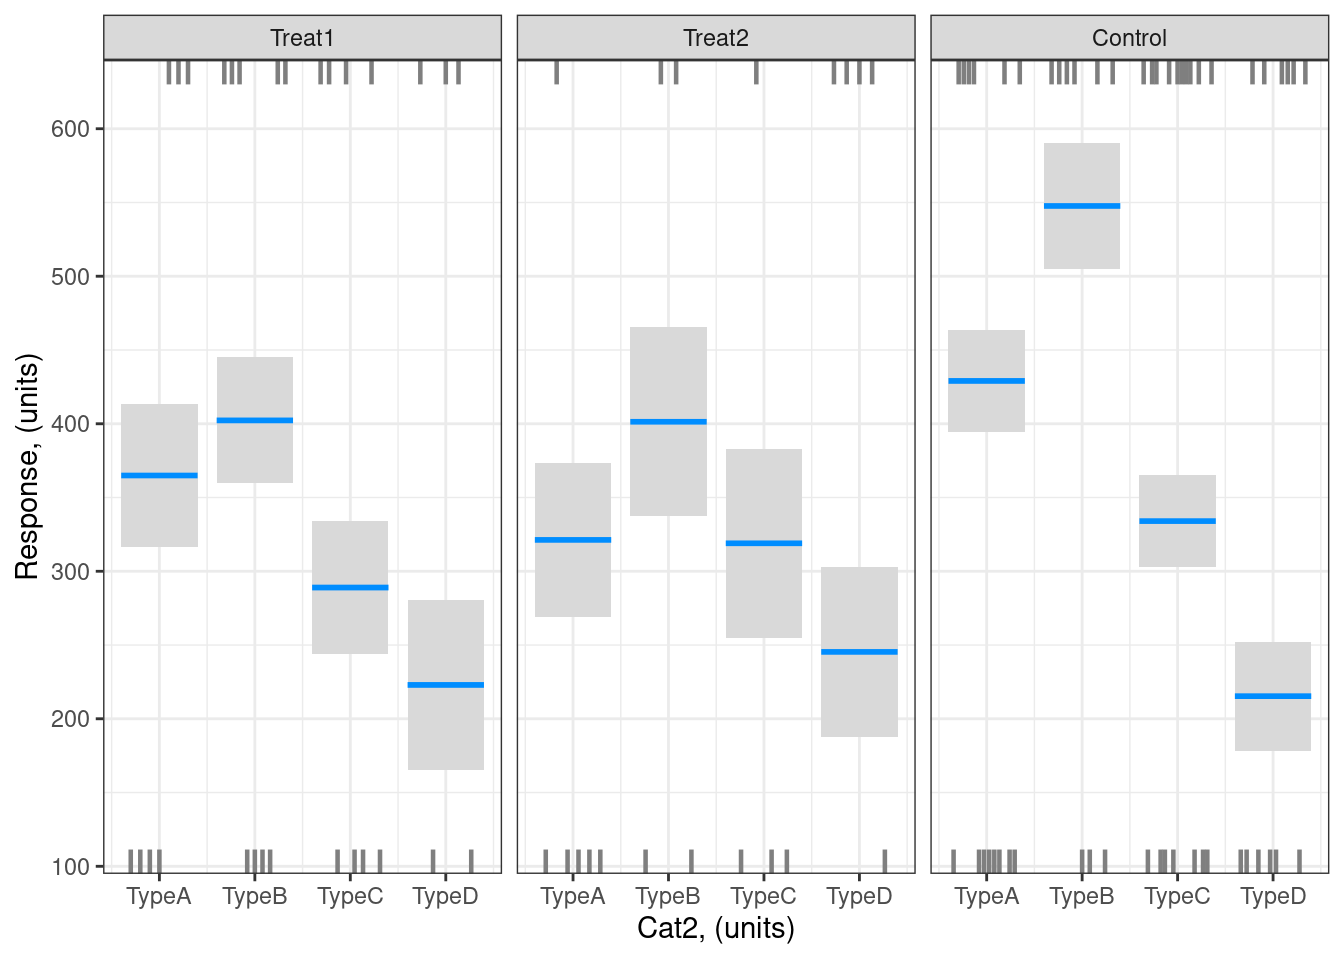 Treat1 Treat2 Control
600
500
400
300
200
100
Response, (units)
TypeA TypeB TypeC TypeD TypeA TypeB TypeC TypeD TypeA TypeB TypeC TypeD
Cat2, (units)